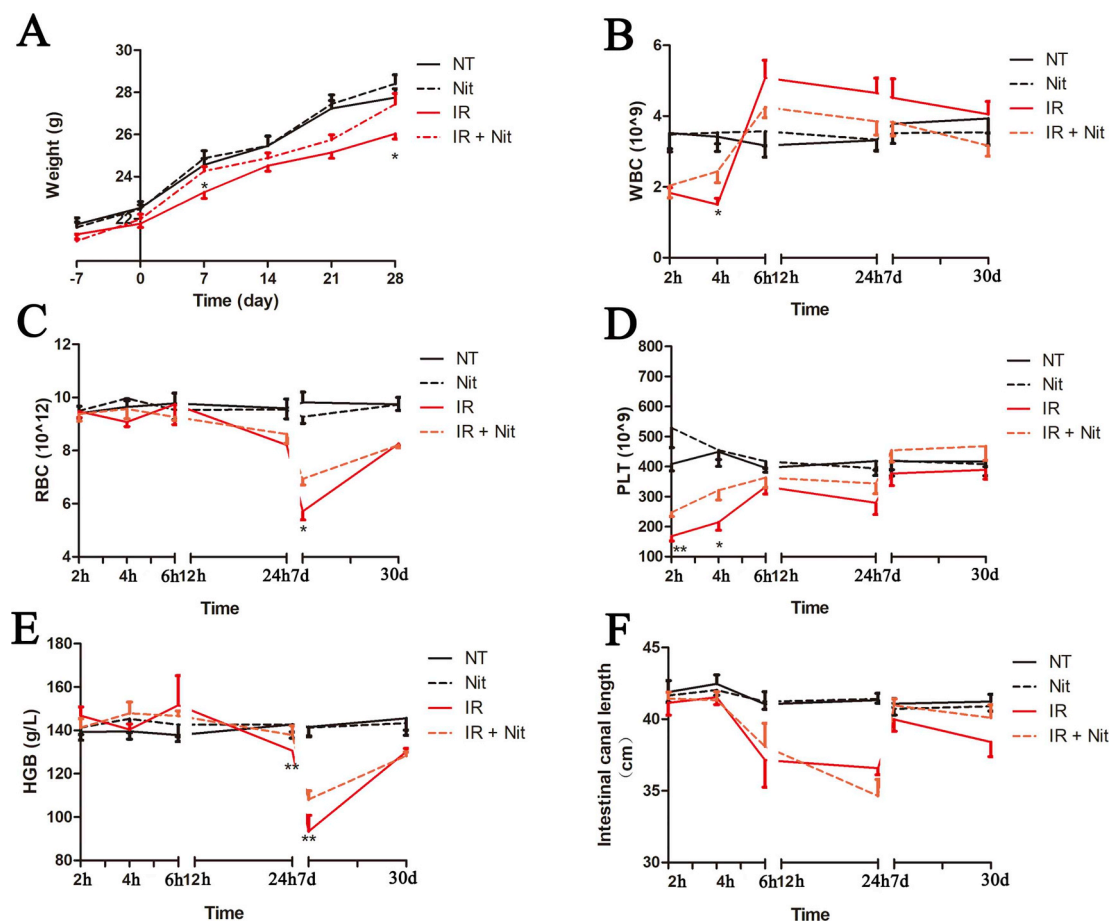 A
Weight (g)
30
28
26
24
22
-7 0 7 14 21 28
Time (day)
*
*
NT
Nit
IR
IR + Nit
B
WBC (10^9)
6
4
2
0
2h 4h 6h12h 24h7d 30d
Time
*
NT
Nit
IR
IR + Nit
C
RBC (10^12)
12
10
8
6
4
2h 4h 6h12h 24h7d 30d
Time
*
NT
Nit
IR
IR + Nit
D
PLT (10^9)
800
700
600
500
400
300
200
100
2h 4h 6h12h 24h7d 30d
Time
** *
NT
Nit
IR
IR + Nit
E
HGB (g/L)
180
160
140
120
100
80
2h 4h 6h12h 24h7d 30d
Time
**
**
NT
Nit
IR
IR + Nit
F
Intestinal canal length
(cm)
45
40
35
30
2h 4h 6h12h 24h7d 30d
Time
NT
Nit
IR
IR + Nit